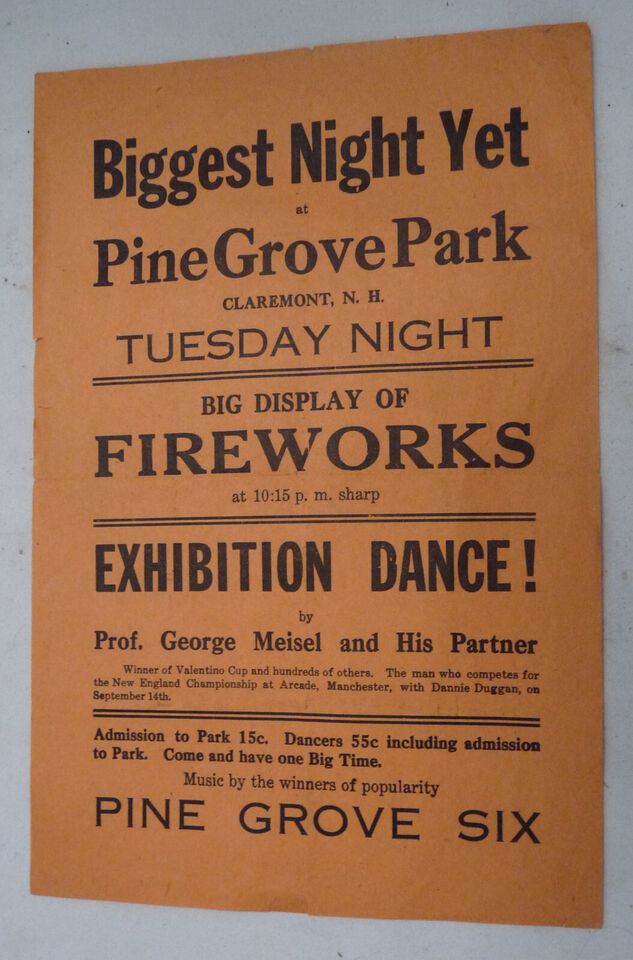 Biggest Night Yet
at
Pine Grove Park
CLAREMONT, N. H.
TUESDAY NIGHT
BIG DISPLAY OF
FIREWORKS
at 10:15 p. m. sharp
EXHIBITION DANCE!
by
Prof. George Meisel and His Partner
Winner of Valentino Cup and hundreds of others. The man who competes for
the New England Championship at Arcade, Manchester, with Dannie Duggan, on
September 14th.
Admission to Park 15c. Dancers 55c including admission
to Park. Come and have one Big Time.
Music by the winners of popularity
PINE GROVE SIX